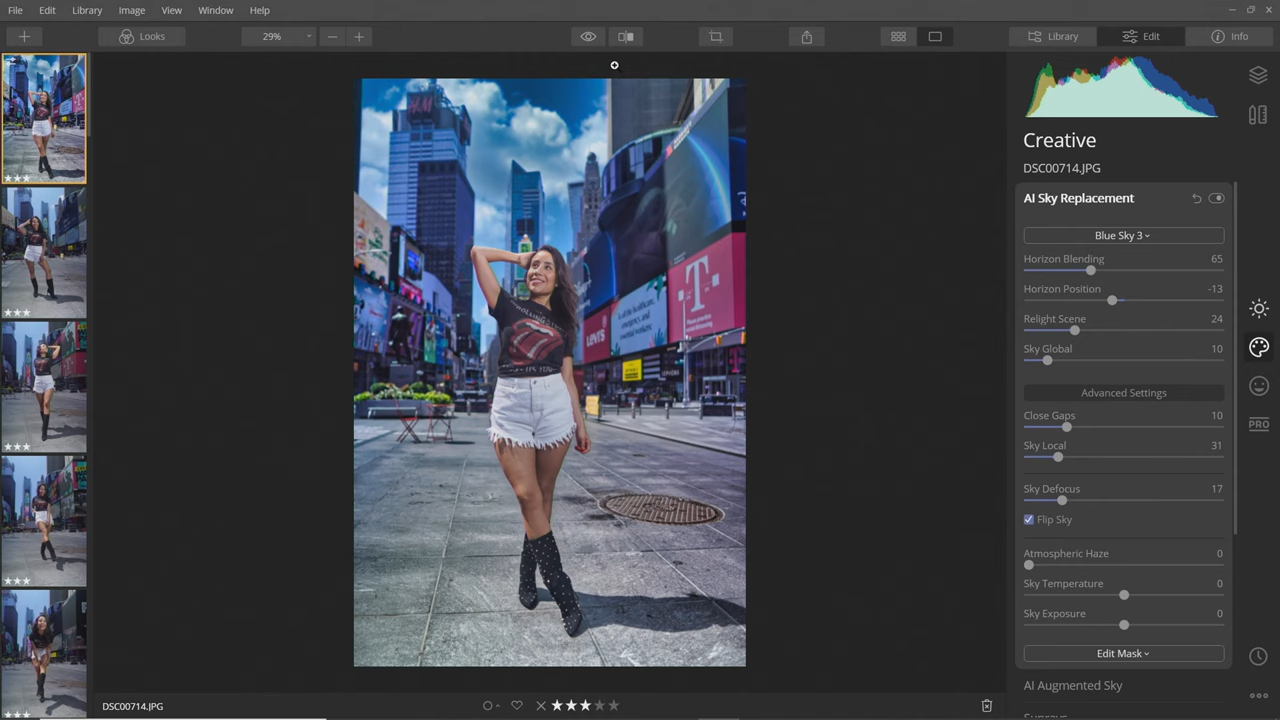 File Edit Library Image View Window Help
Looks
29%
Library
Edit
Info
H&M
Creative
DSC00714.JPG
AI Sky Replacement
Blue Sky 3
Horizon Blending 65
Horizon Position -13
Relight Scene 24
Sky Global 10
Advanced Settings
Close Gaps 10
Sky Local 31
Sky Defocus 17
Flip Sky
Atmospheric Haze 0
Sky Temperature 0
Sky Exposure 0
Edit Mask
AI Augmented Sky
Sunrays
PRO
T
Levi's
SEPHORA
DSC00714.JPG